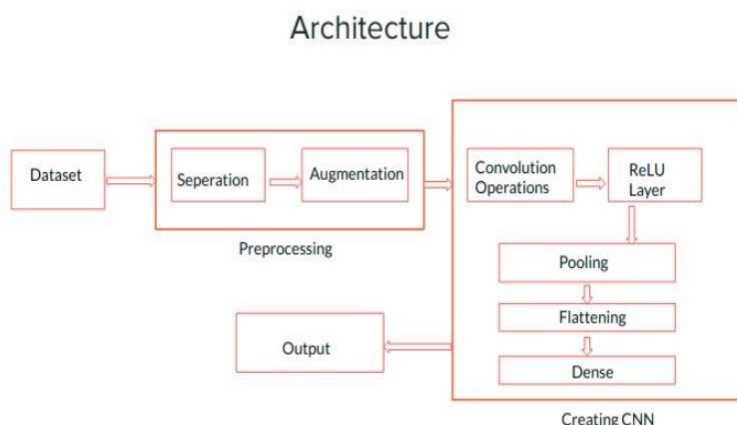 Architecture
Dataset
Seperation
Augmentation
Preprocessing
Convolution
Operations
ReLU
Layer
Pooling
Flattening
Dense
Output
Creating CNN